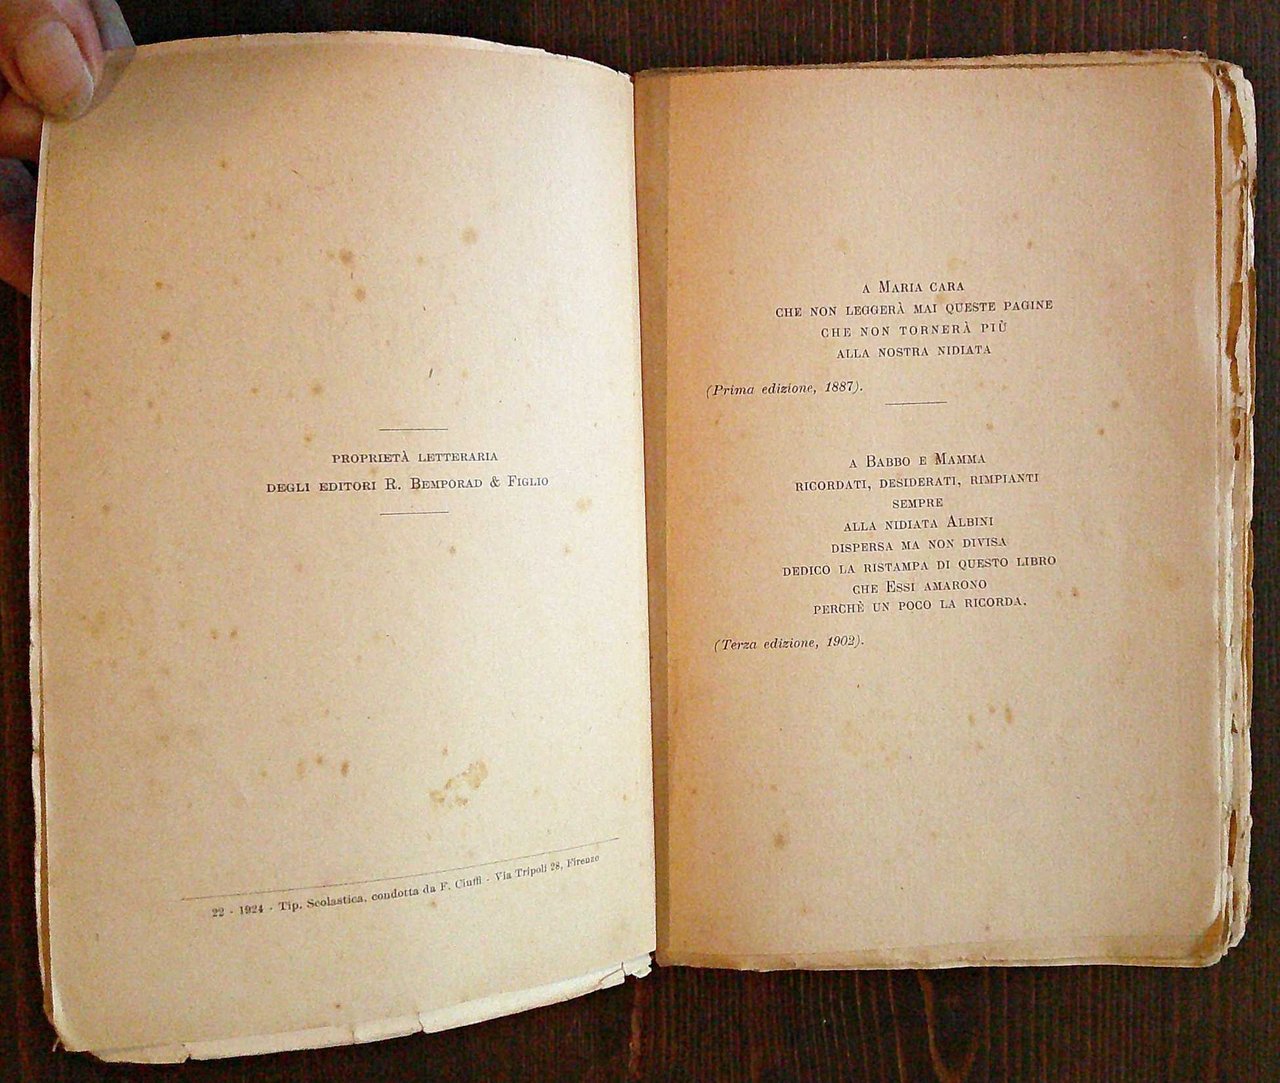 PROPRIETÀ LETTERARIA
DEGLI EDITORI R. BEMPORAD & FIGLIO
22 - 1924 - Tip. Scolastica, condotta da F. Ciuffi - Via Tripoli 28, Firenze
A MARIA CARA
CHE NON LEGGERÀ MAI QUESTE PAGINE
CHE NON TORNERÀ PIÙ
ALLA NOSTRA NIDIATA
(Prima edizione, 1887).
A BABBO E MAMMA
RICORDATI, DESIDERATI, RIMPIANTI
SEMPRE
ALLA NIDIATA ALBINI
DISPERSA MA NON DIVISA
DEDICO LA RISTAMPA DI QUESTO LIBRO
CHE ESSI AMARONO
PERCHÈ UN POCO LA RICORDA.
(Terza edizione, 1902).